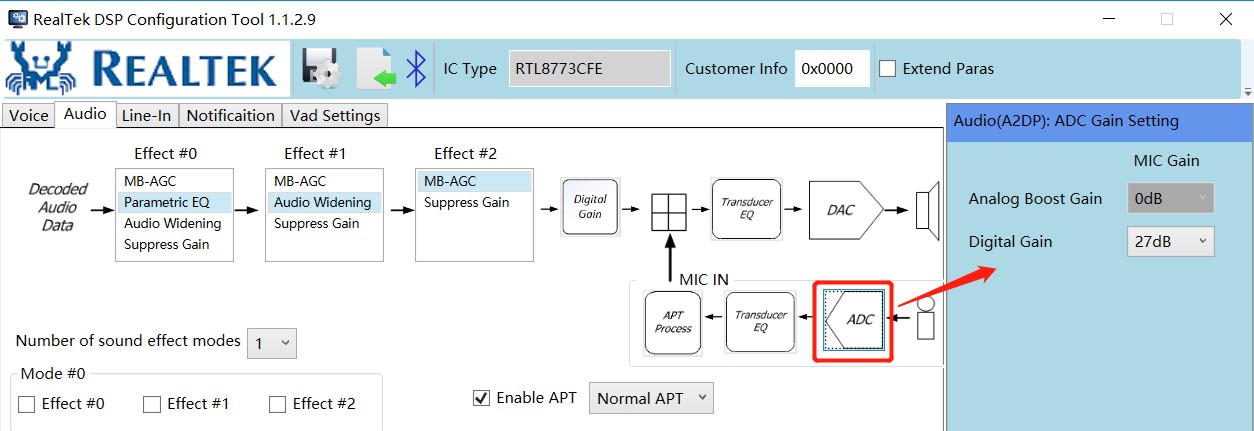 RealTek DSP Configuration Tool 1.1.2.9
REALTEK
IC Type RTL8773CFE Customer Info 0x0000 Extend Paras
Voice Audio Line-In Notificaition Vad Settings
Audio(A2DP): ADC Gain Setting
Effect #0 Effect #1 Effect #2
MIC Gain
Decoded
Audio
Data
MB-AGC
Parametric EQ
Audio Widening
Suppress Gain
MB-AGC
Audio Widening
Suppress Gain
MB-AGC
Suppress Gain
Digital
Gain
Transducer
EQ
DAC
Analog Boost Gain 0dB
Digital Gain 27dB
MIC IN
APT
Process
Transducer
EQ
ADC
Number of sound effect modes 1
Mode #0
Effect #0 Effect #1 Effect #2
Enable APT Normal APT